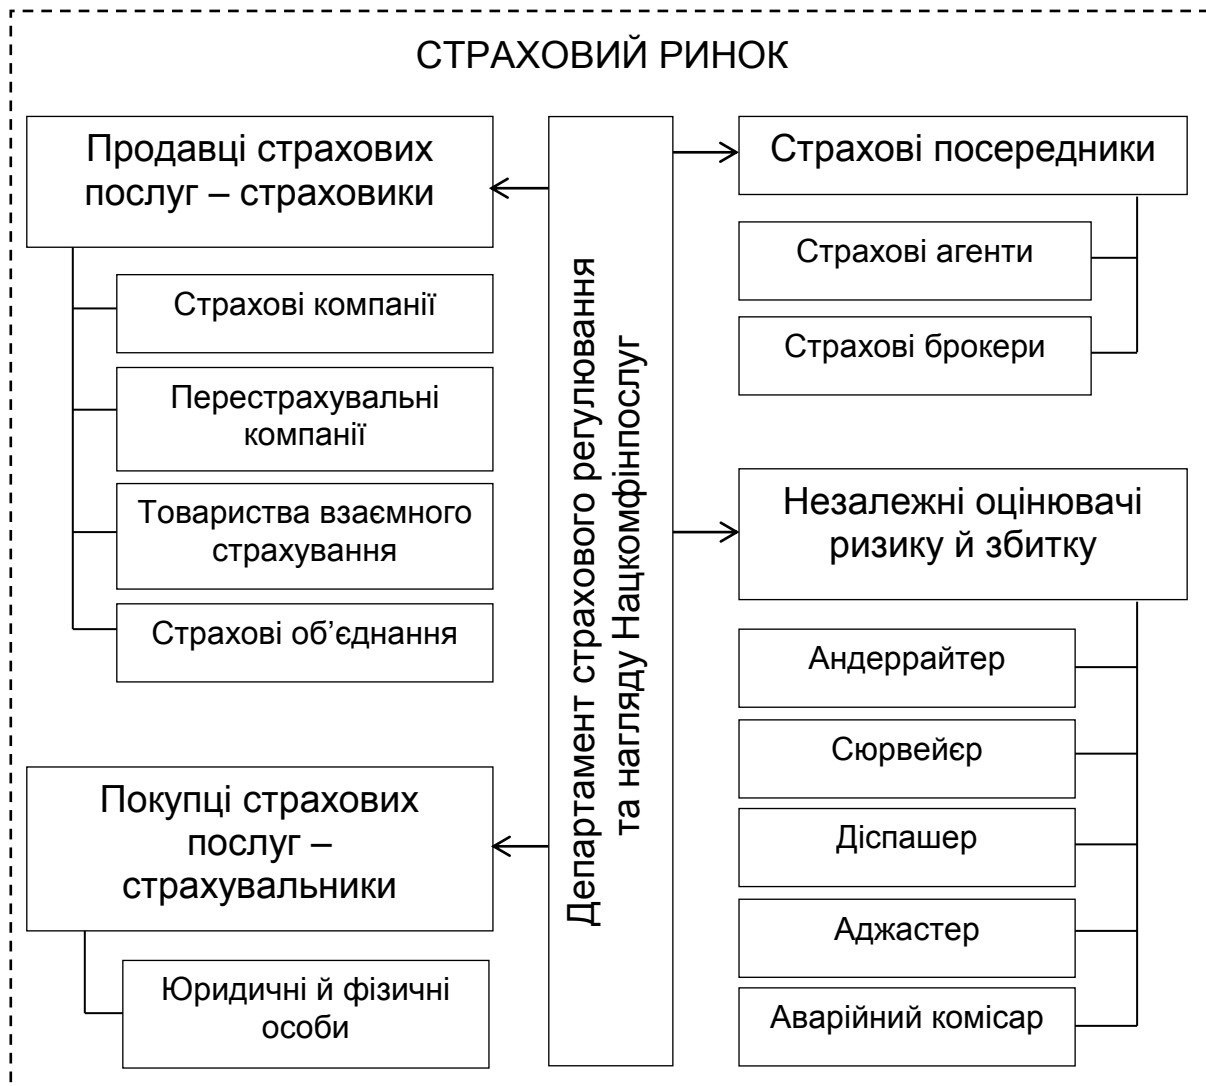 СТРАХОВИЙ РИНОК
Продавці страхових
послуг – страховики
Страхові компанії
Перестрахувальні
компанії
Товариства взаємного
страхування
Страхові об’єднання
Покупці страхових
послуг –
страхувальники
Юридичні й фізичні
особи
Департамент страхового регулювання
та нагляду Нацкомфінпослуг
Страхові посередники
Страхові агенти
Страхові брокери
Незалежні оцінювачі
ризику й збитку
Андеррайтер
Сюрвейєр
Діспашер
Аджастер
Аварійний комісар